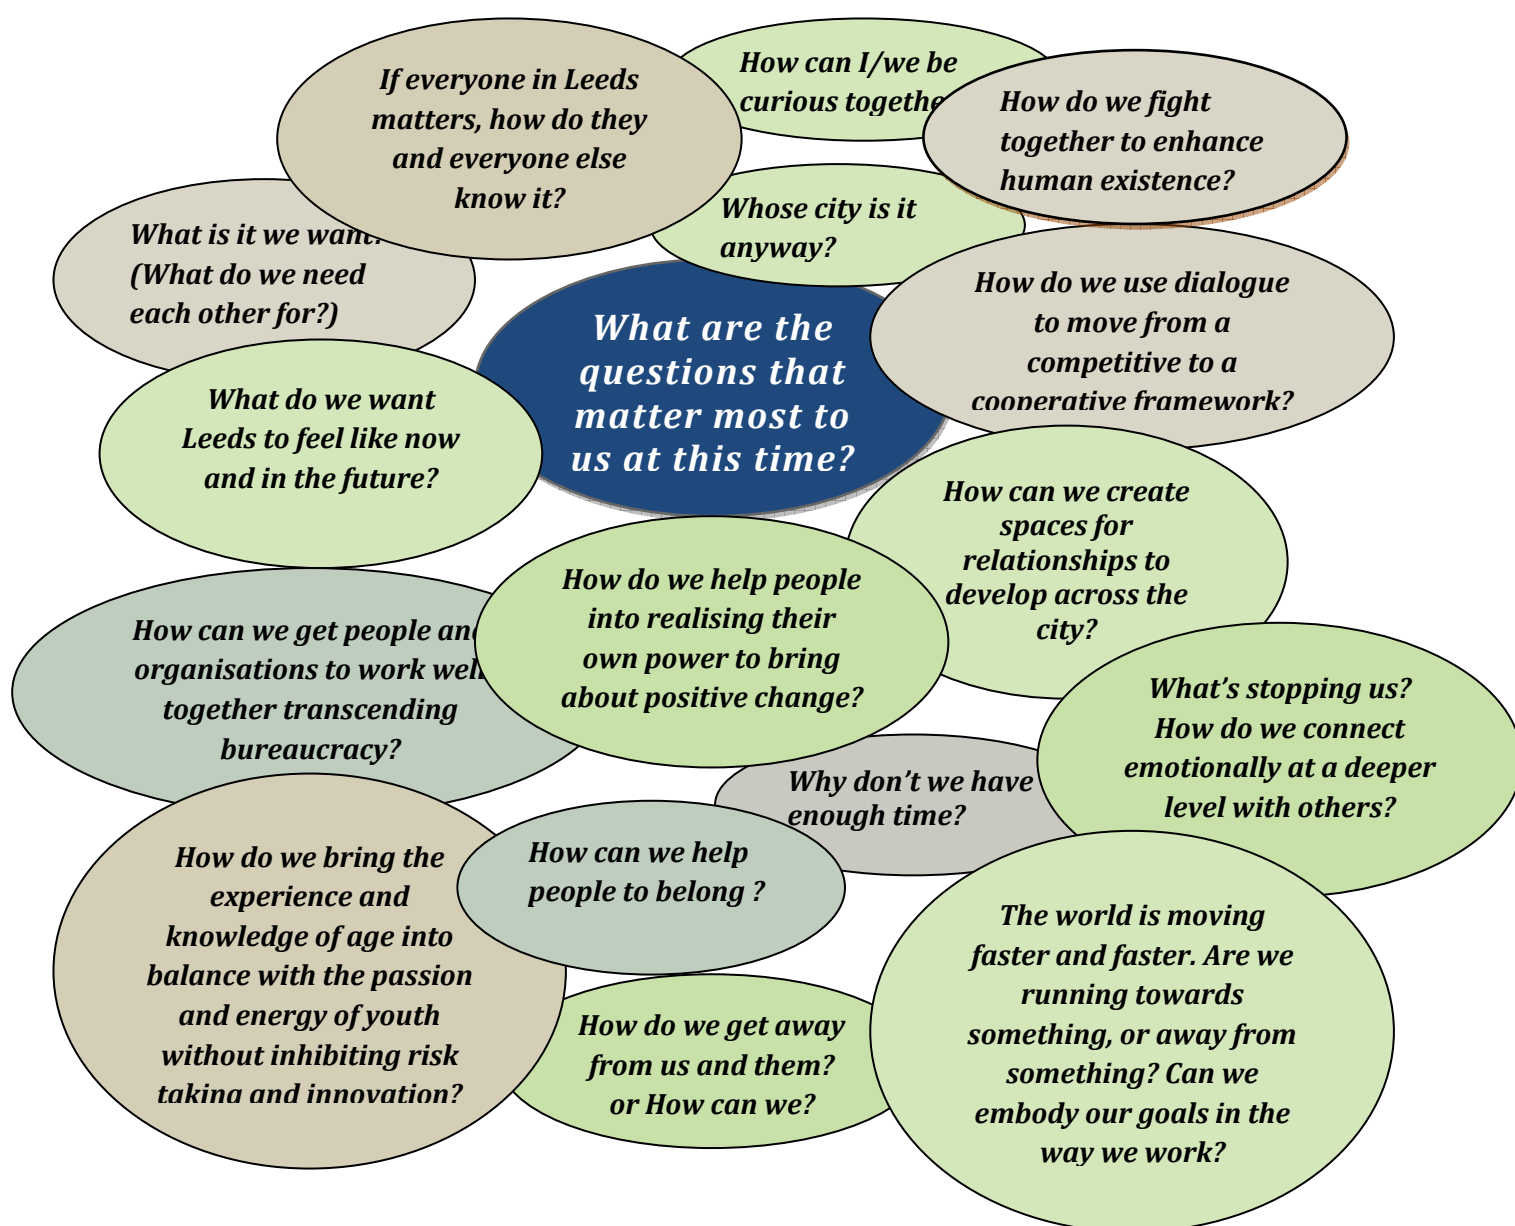 If everyone in Leeds
matters, how do they
and everyone else
know it?
How can I/we be
curious togethe
How do we fight
together to enhance
human existence?
Whose city is it
anyway?
What is it we want?
(What do we need
each other for?)
How do we use dialogue
to move from a
competitive to a
cooperative framework?
What are the
questions that
matter most to
us at this time?
What do we want
Leeds to feel like now
and in the future?
How can we create
spaces for
relationships to
develop across the
city?
How do we help people
into realising their
own power to bring
about positive change?
How can we get people and
organisations to work well
together transcending
bureaucracy?
What’s stopping us?
How do we connect
emotionally at a deeper
level with others?
Why don’t we have
enough time?
How can we help
people to belong ?
How do we bring the
experience and
knowledge of age into
balance with the passion
and energy of youth
without inhibiting risk
taking and innovation?
The world is moving
faster and faster. Are we
running towards
something, or away from
something? Can we
embody our goals in the
way we work?
How do we get away
from us and them?
or How can we?